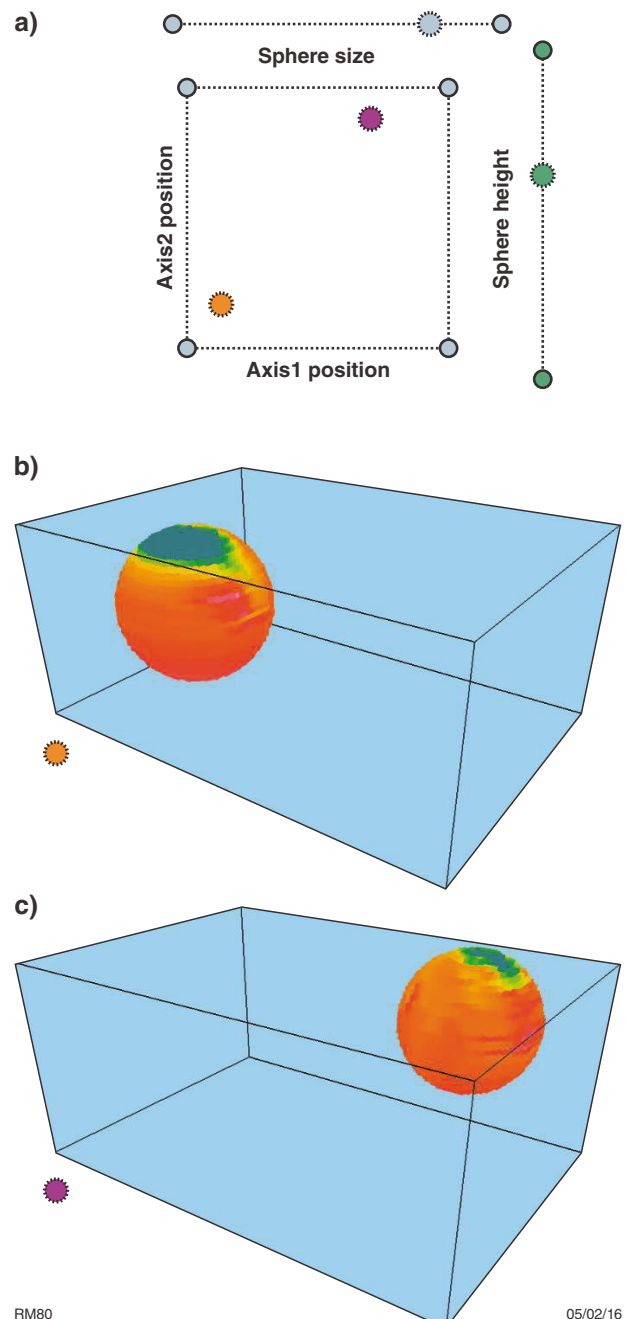 a)
Sphere size
Axis2 position
Sphere height
Axis1 position
b)
c)
RM80
05/02/16